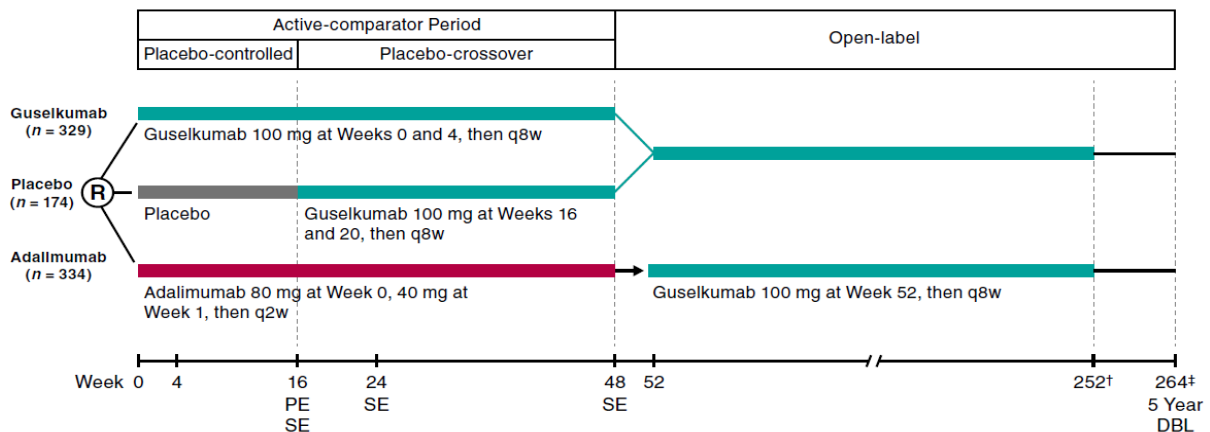 Active-comparator Period
Open-label
Placebo-controlled
Placebo-crossover
Guselkumab
(n = 329)
Guselkumab 100 mg at Weeks 0 and 4, then q8w
Placebo
(n = 174)
R
Placebo
Guselkumab 100 mg at Weeks 16
and 20, then q8w
Adalimumab
(n = 334)
Adalimumab 80 mg at Week 0, 40 mg at
Week 1, then q2w
Guselkumab 100 mg at Week 52, then q8w
Week 0 4 16 24 48 52 252† 264‡
PE SE SE 5 Year
SE DBL